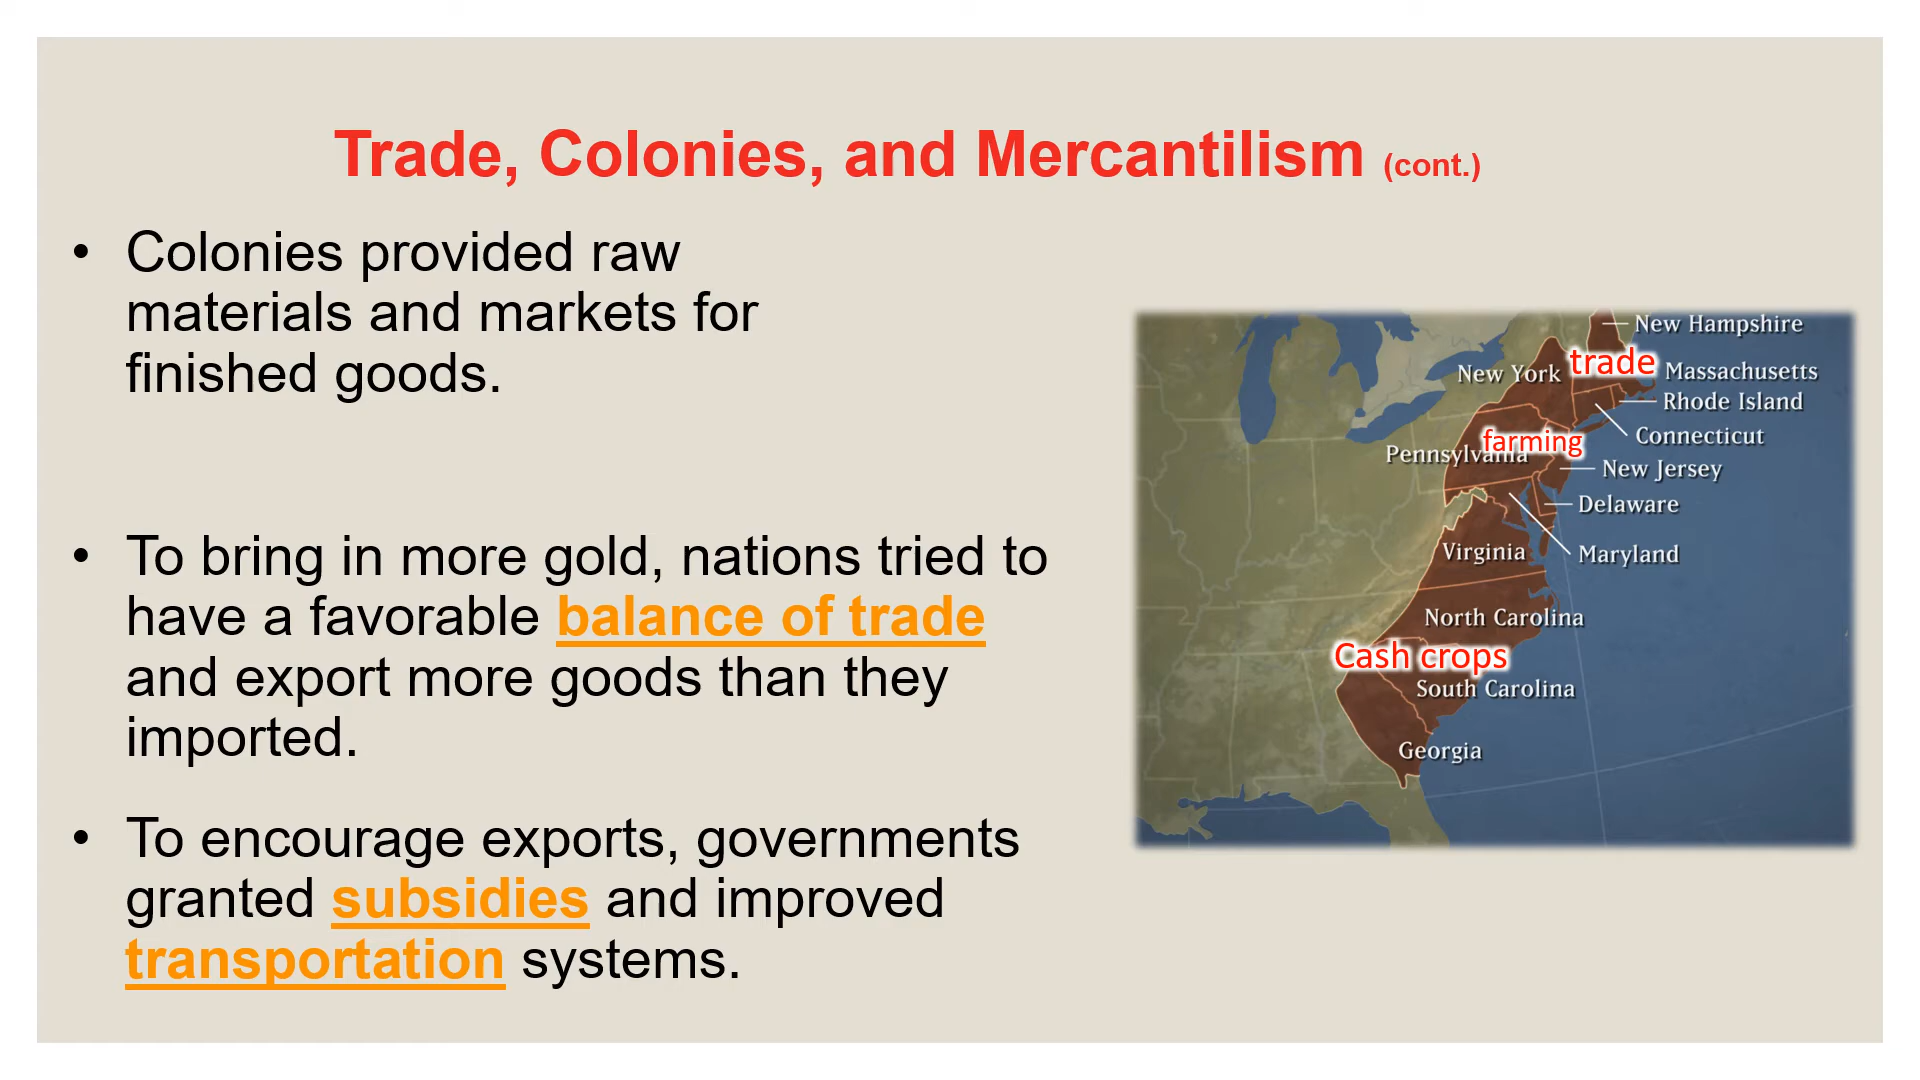 Trade, Colonies, and Mercantilism (cont.)
• Colonies provided raw
materials and markets for
finished goods.
• To bring in more gold, nations tried to
have a favorable balance of trade
and export more goods than they
imported.
• To encourage exports, governments
granted subsidies and improved
transportation systems.
New Hampshire
trade
New York
Massachusetts
Rhode Island
Connecticut
farming
Pennsylvania
New Jersey
Delaware
Virginia
Maryland
North Carolina
Cash crops
South Carolina
Georgia